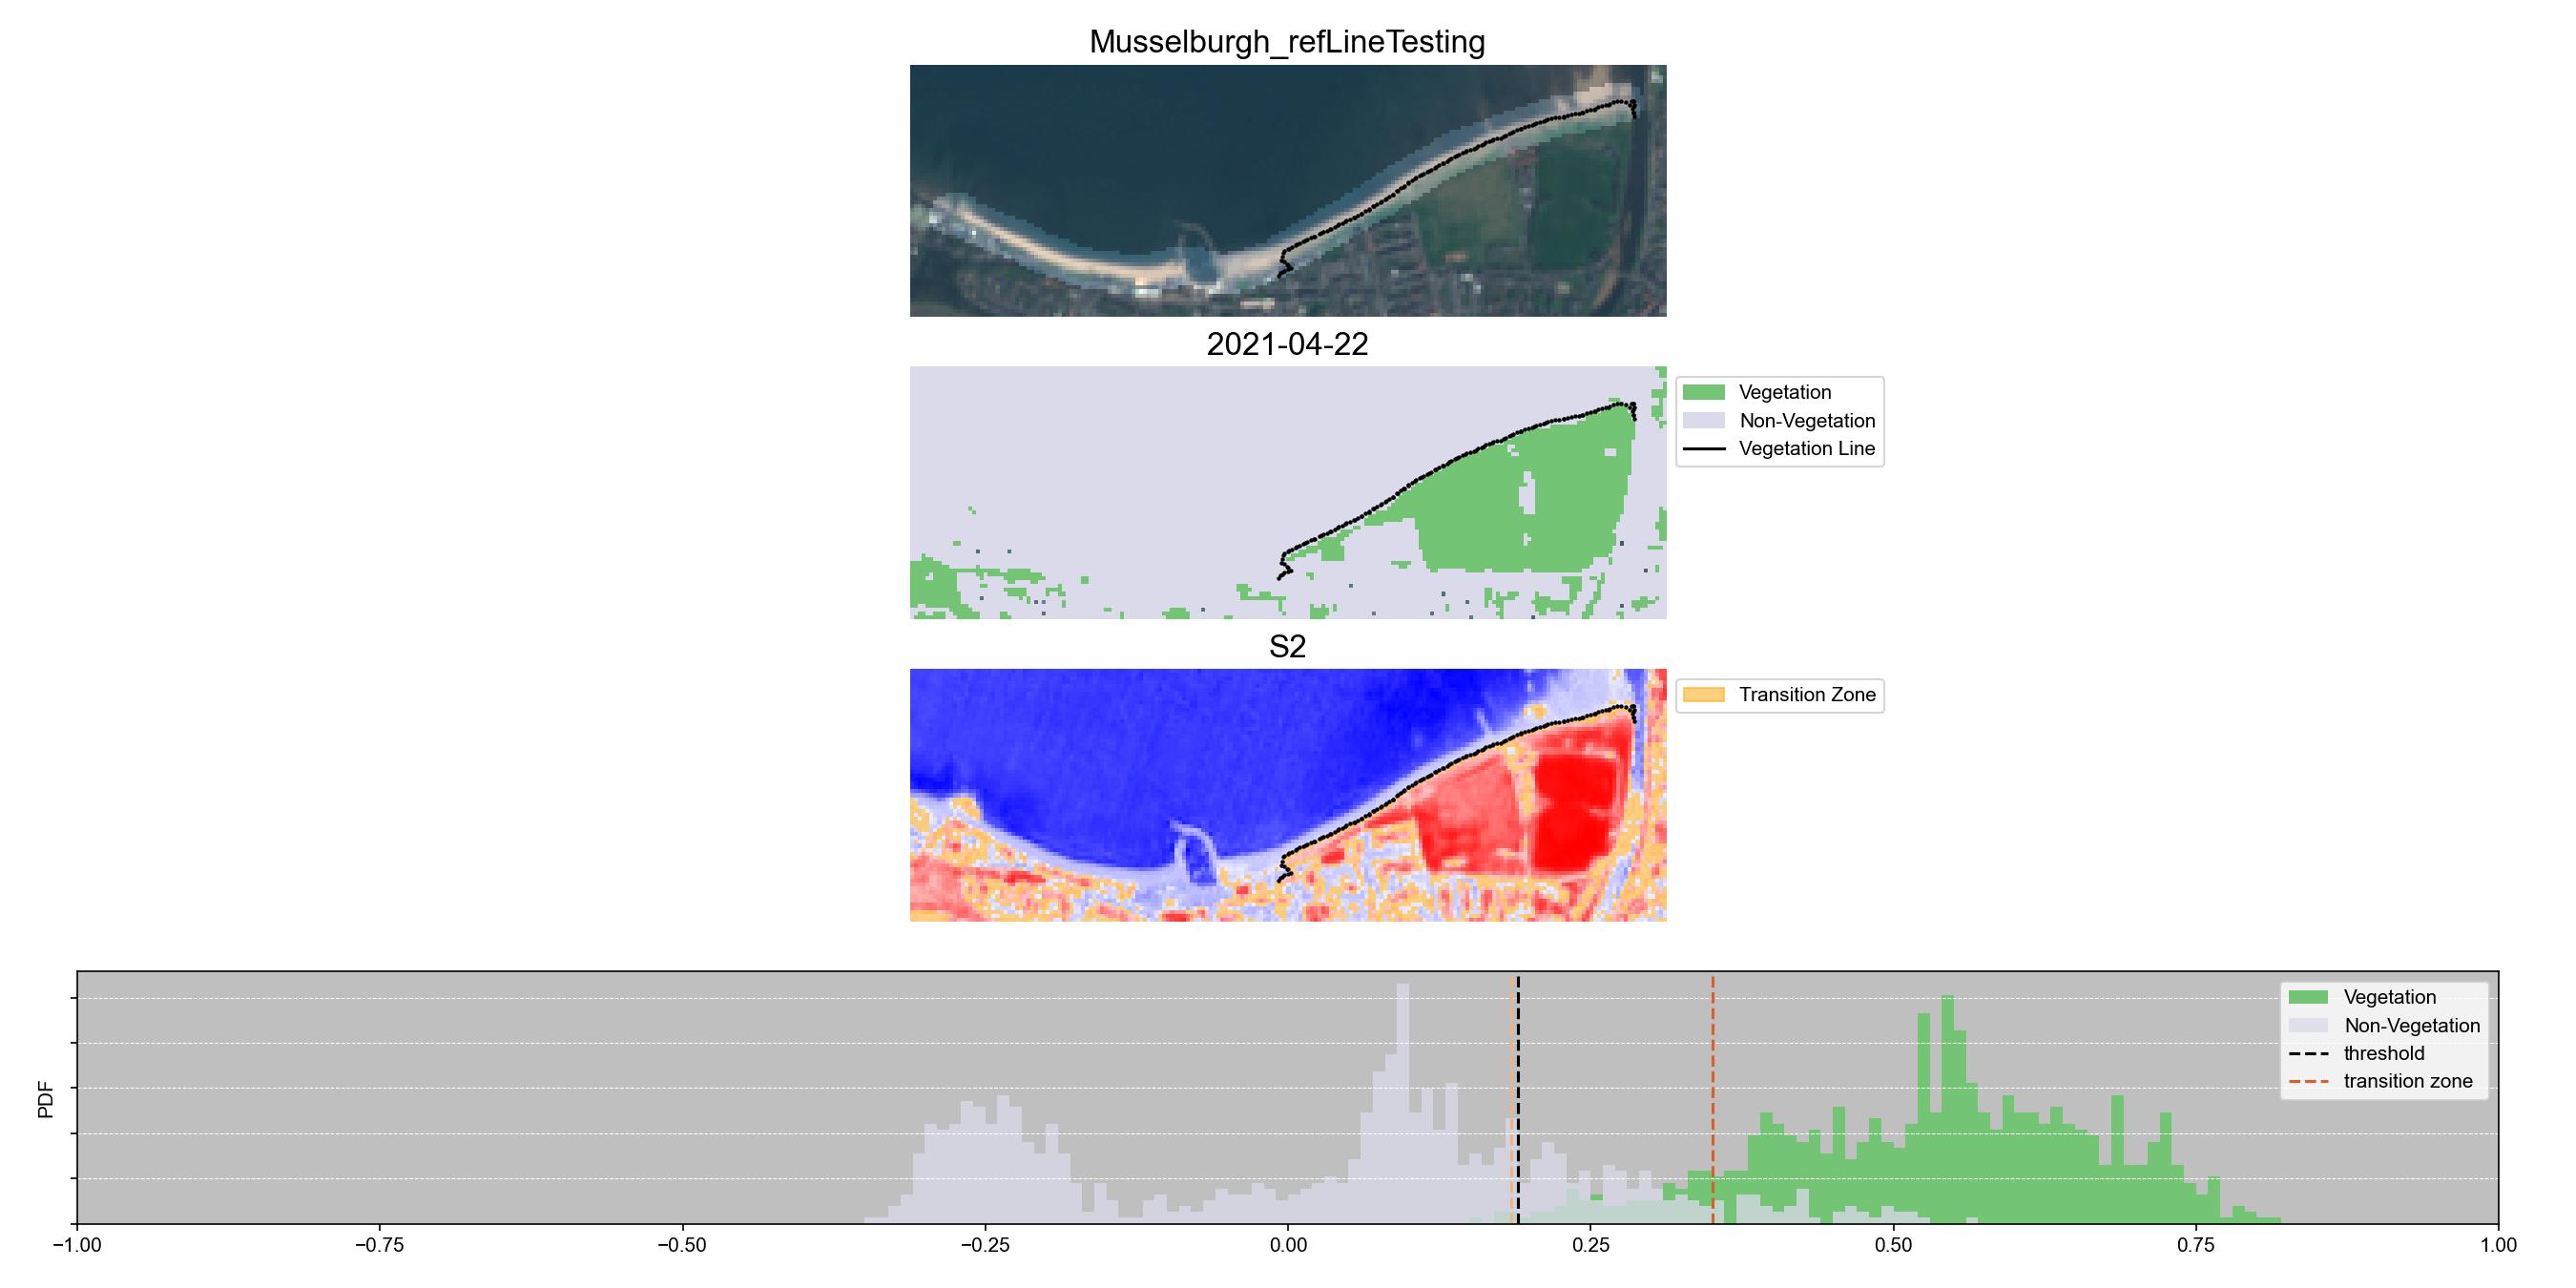 Musselburgh_refLineTesting
2021-04-22
Vegetation
Non-Vegetation
Vegetation Line
S2
Transition Zone
PDF
Vegetation
Non-Vegetation
threshold
transition zone
−1.00 −0.75 −0.50 −0.25 0.00 0.25 0.50 0.75 1.00